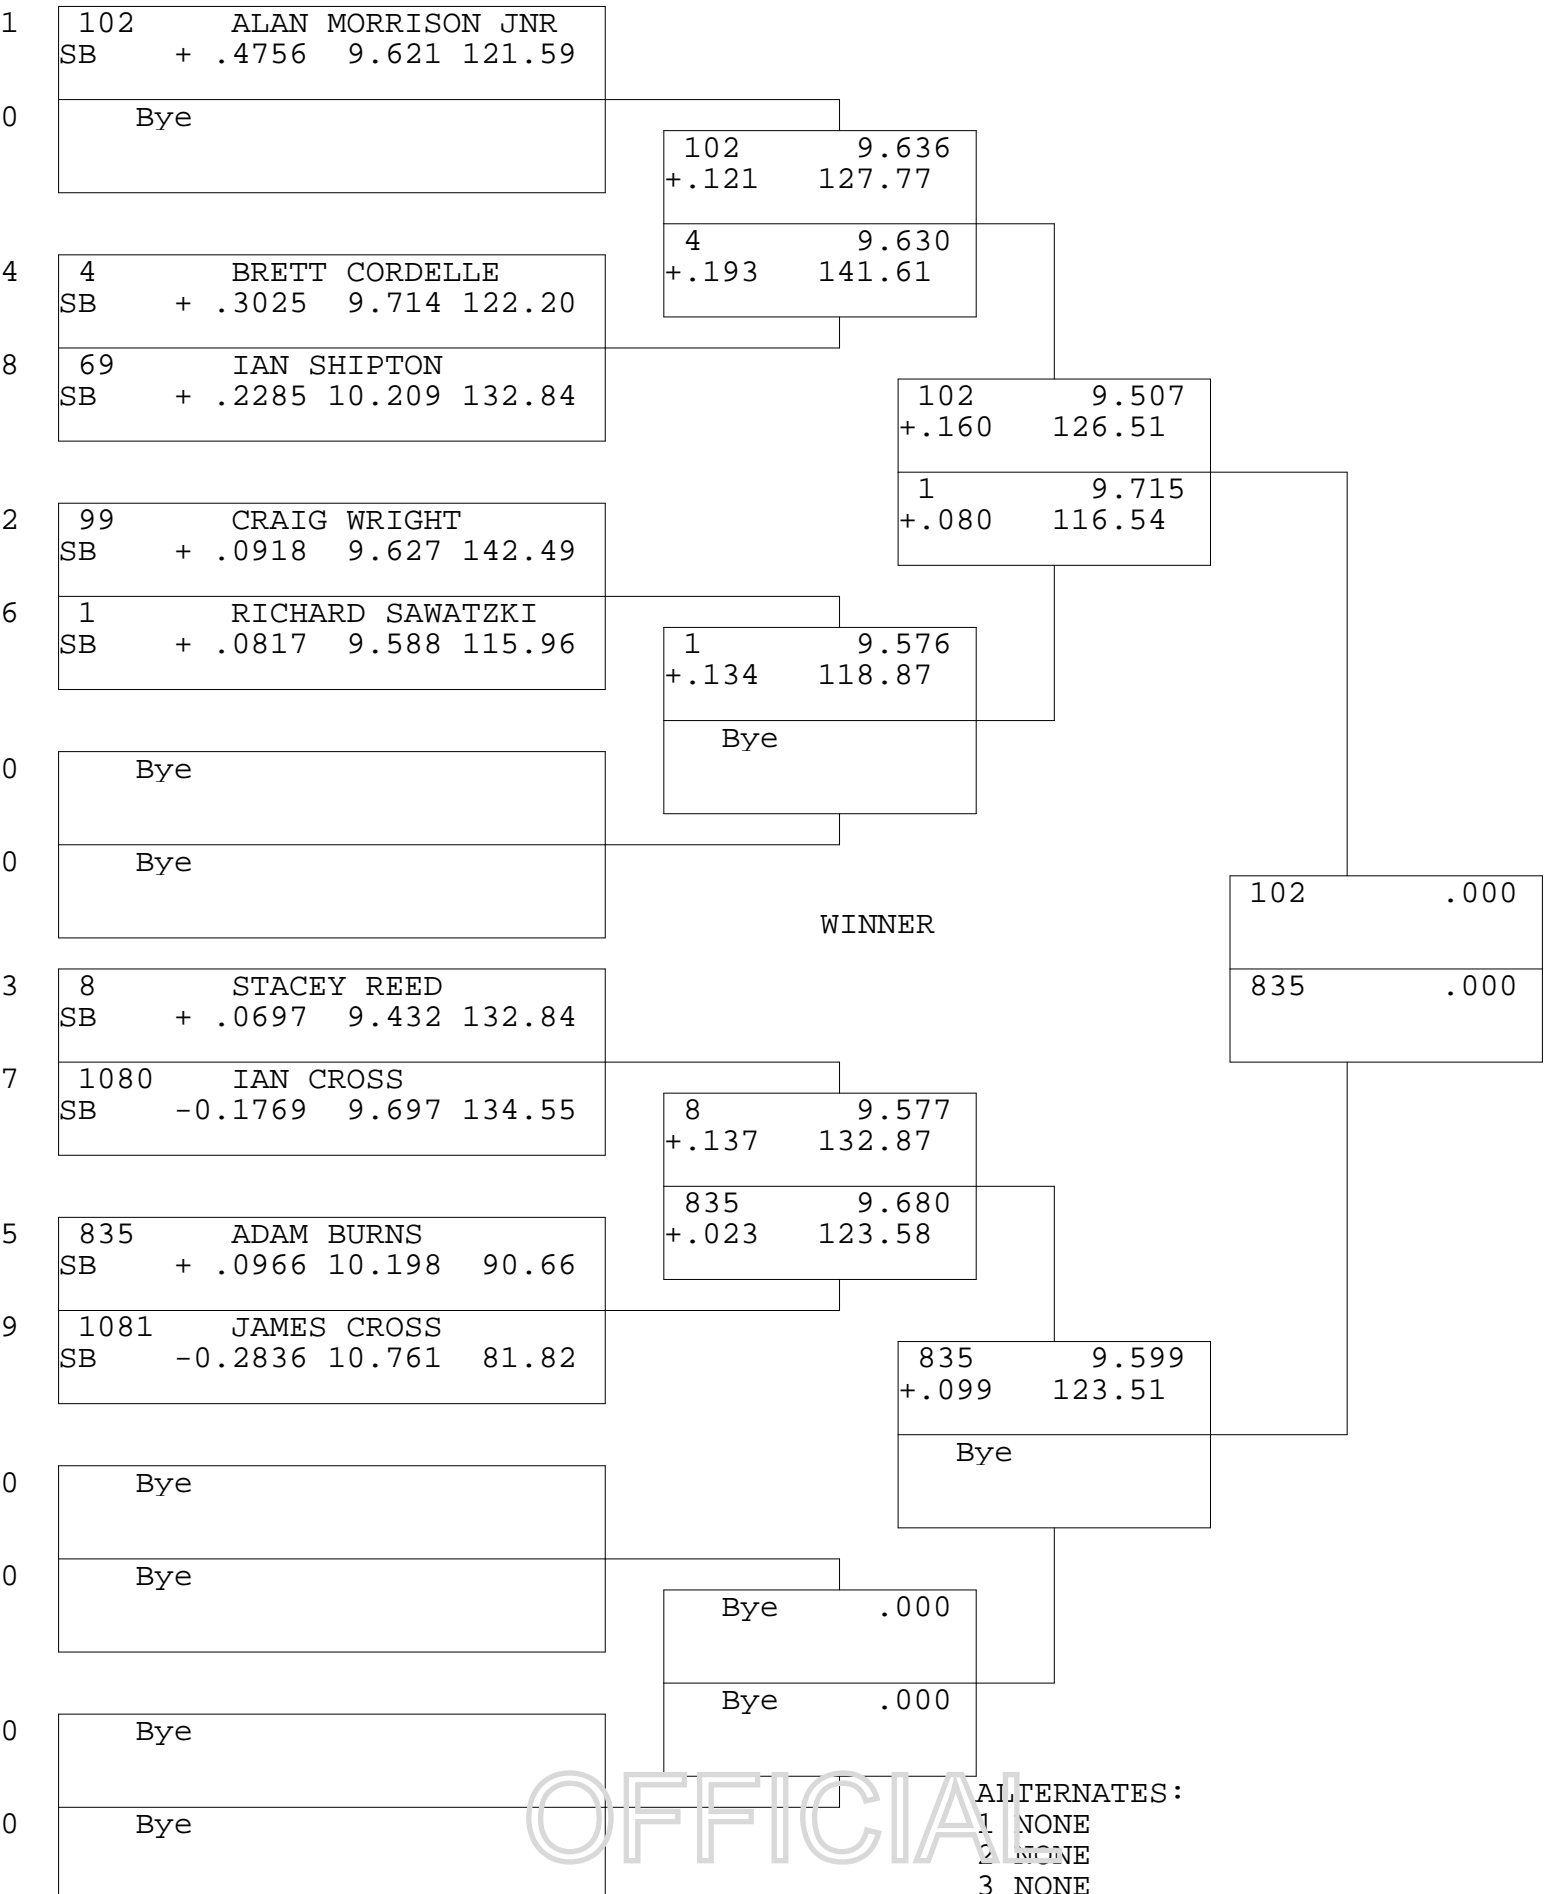 1 102 ALAN MORRISON JNR
SB + .4756 9.621 121.59
0 Bye
102 9.636
+.121 127.77
4 9.630
+.193 141.61
4 4 BRETT CORDELLE
SB + .3025 9.714 122.20
8 69 IAN SHIPTON
SB + .2285 10.209 132.84
102 9.507
+.160 126.51
1 9.715
+.080 116.54
2 99 CRAIG WRIGHT
SB + .0918 9.627 142.49
6 1 RICHARD SAWATZKI
SB + .0817 9.588 115.96
1 9.576
+.134 118.87
Bye
0 Bye
0 Bye
102 .000
WINNER
835 .000
3 8 STACEY REED
SB + .0697 9.432 132.84
7 1080 IAN CROSS
SB -0.1769 9.697 134.55
8 9.577
+.137 132.87
835 9.680
+.023 123.58
5 835 ADAM BURNS
SB + .0966 10.198 90.66
9 1081 JAMES CROSS
SB -0.2836 10.761 81.82
835 9.599
+.099 123.51
Bye
0 Bye
0 Bye
Bye .000
Bye .000
0 Bye
0 Bye
OFFICIAL
ALTERNATES:
1 NONE
2 NONE
3 NONE